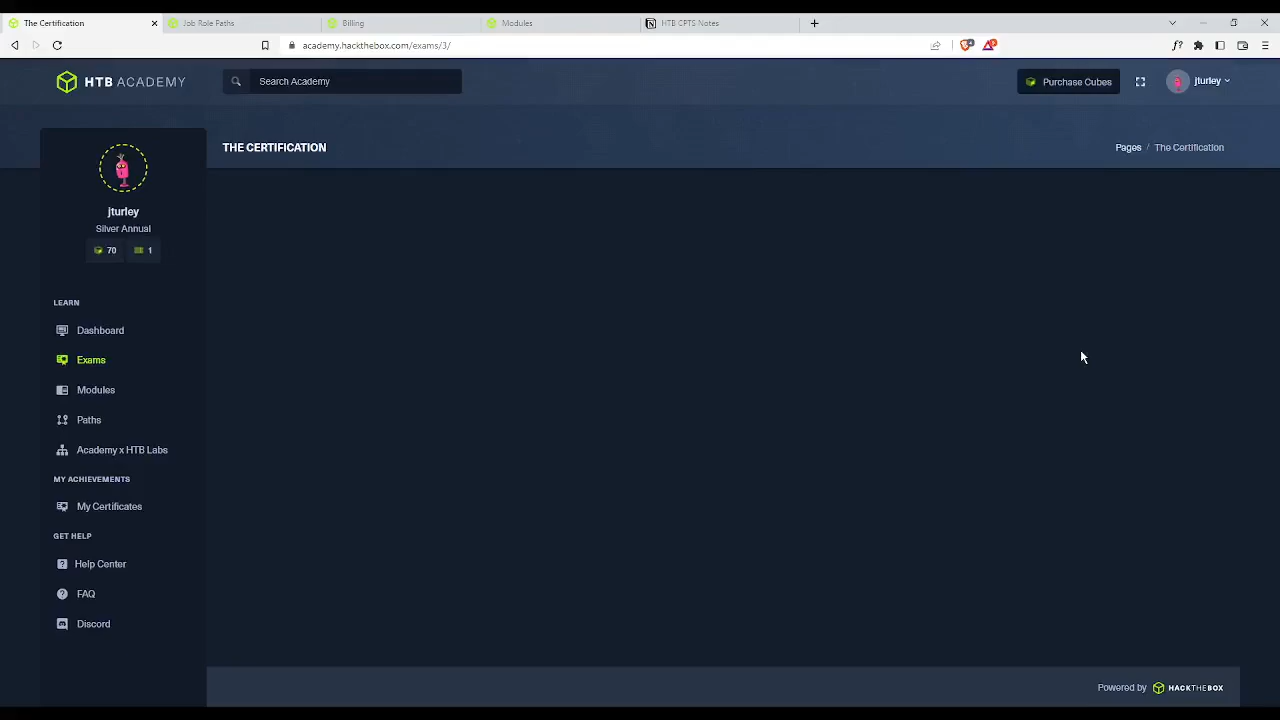 The Certification
Job Role Paths
Billing
Modules
HTB CPTS Notes
academy.hackthebox.com/exams/3/
HTB ACADEMY
Search Academy
Purchase Cubes
jturley
THE CERTIFICATION
Pages / The Certification
jturley
Silver Annual
70
1
LEARN
Dashboard
Exams
Modules
Paths
Academy x HTB Labs
MY ACHIEVEMENTS
My Certificates
GET HELP
Help Center
FAQ
Discord
Powered by HACKTHEBOX